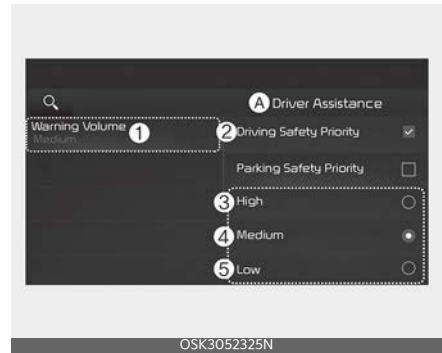 A Driver Assistance
Warning Volume 1
Medium
2 Driving Safety Priority
Parking Safety Priority
3 High
4 Medium
5 Low
OSK3052325N